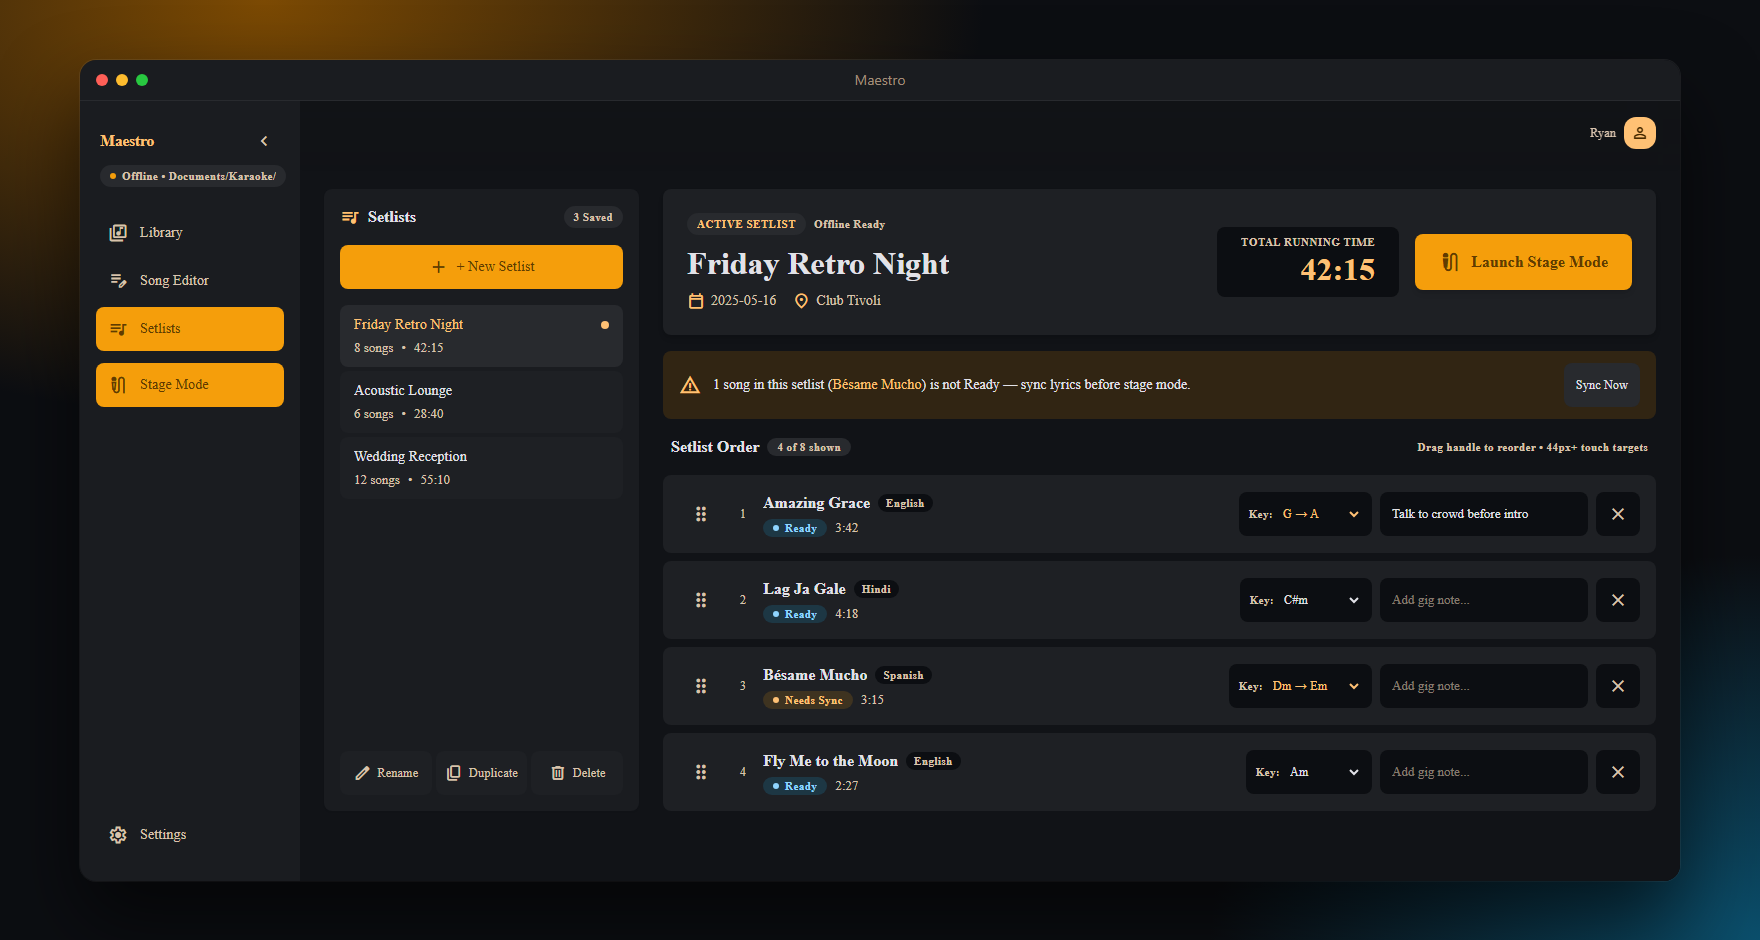 Maestro
Maestro
Offline • Documents/Karaoke/
Library
Song Editor
Setlists
Stage Mode
Settings
Ryan
Setlists
3 Saved
+ New Setlist
Friday Retro Night
8 songs • 42:15
Acoustic Lounge
6 songs • 28:40
Wedding Reception
12 songs • 55:10
Rename
Duplicate
Delete
ACTIVE SETLIST
Offline Ready
Friday Retro Night
2025-05-16
Club Tivoli
TOTAL RUNNING TIME
42:15
Launch Stage Mode
1 song in this setlist (Bésame Mucho) is not Ready — sync lyrics before stage mode.
Sync Now
Setlist Order
4 of 8 shown
Drag handle to reorder • 44px+ touch targets
1
Amazing Grace
English
Ready
3:42
Key: G → A
Talk to crowd before intro
2
Lag Ja Gale
Hindi
Ready
4:18
Key: C#m
Add gig note...
3
Bésame Mucho
Spanish
Needs Sync
3:15
Key: Dm → Em
Add gig note...
4
Fly Me to the Moon
English
Ready
2:27
Key: Am
Add gig note...